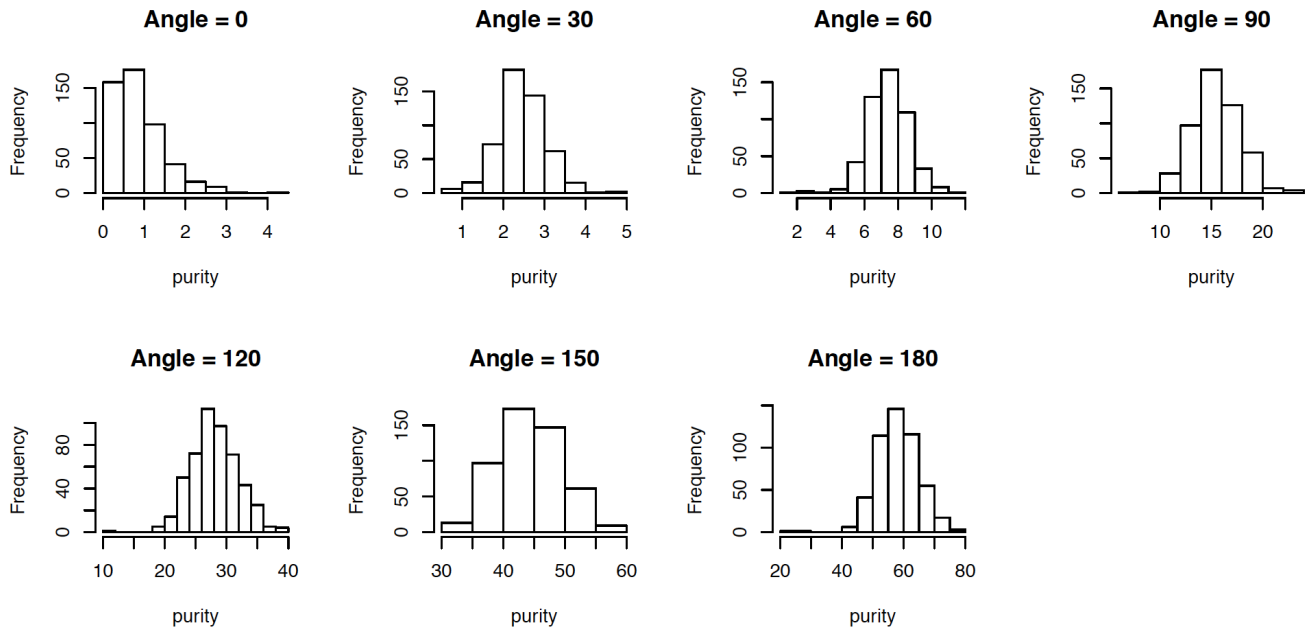 Angle = 0
Frequency
0 50 150
0 1 2 3 4
purity
Angle = 30
Frequency
0 50 150
1 2 3 4 5
purity
Angle = 60
Frequency
0 50 150
2 4 6 8 10
purity
Angle = 90
Frequency
0 50 150
10 15 20
purity
Angle = 120
Frequency
0 40 80
10 20 30 40
purity
Angle = 150
Frequency
0 50 150
30 40 50 60
purity
Angle = 180
Frequency
0 50 100
20 40 60 80
purity